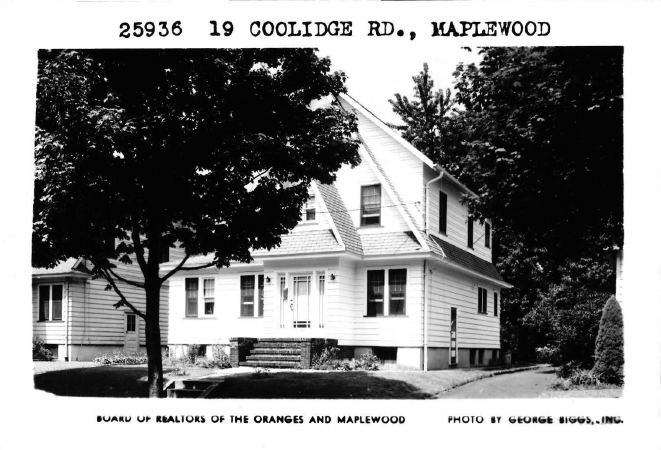 25936 19 COOLIDGE RD., MAPLEWOOD
BOARD OF REALTORS OF THE ORANGES AND MAPLEWOOD PHOTO BY GEORGE BIGGS, INC.